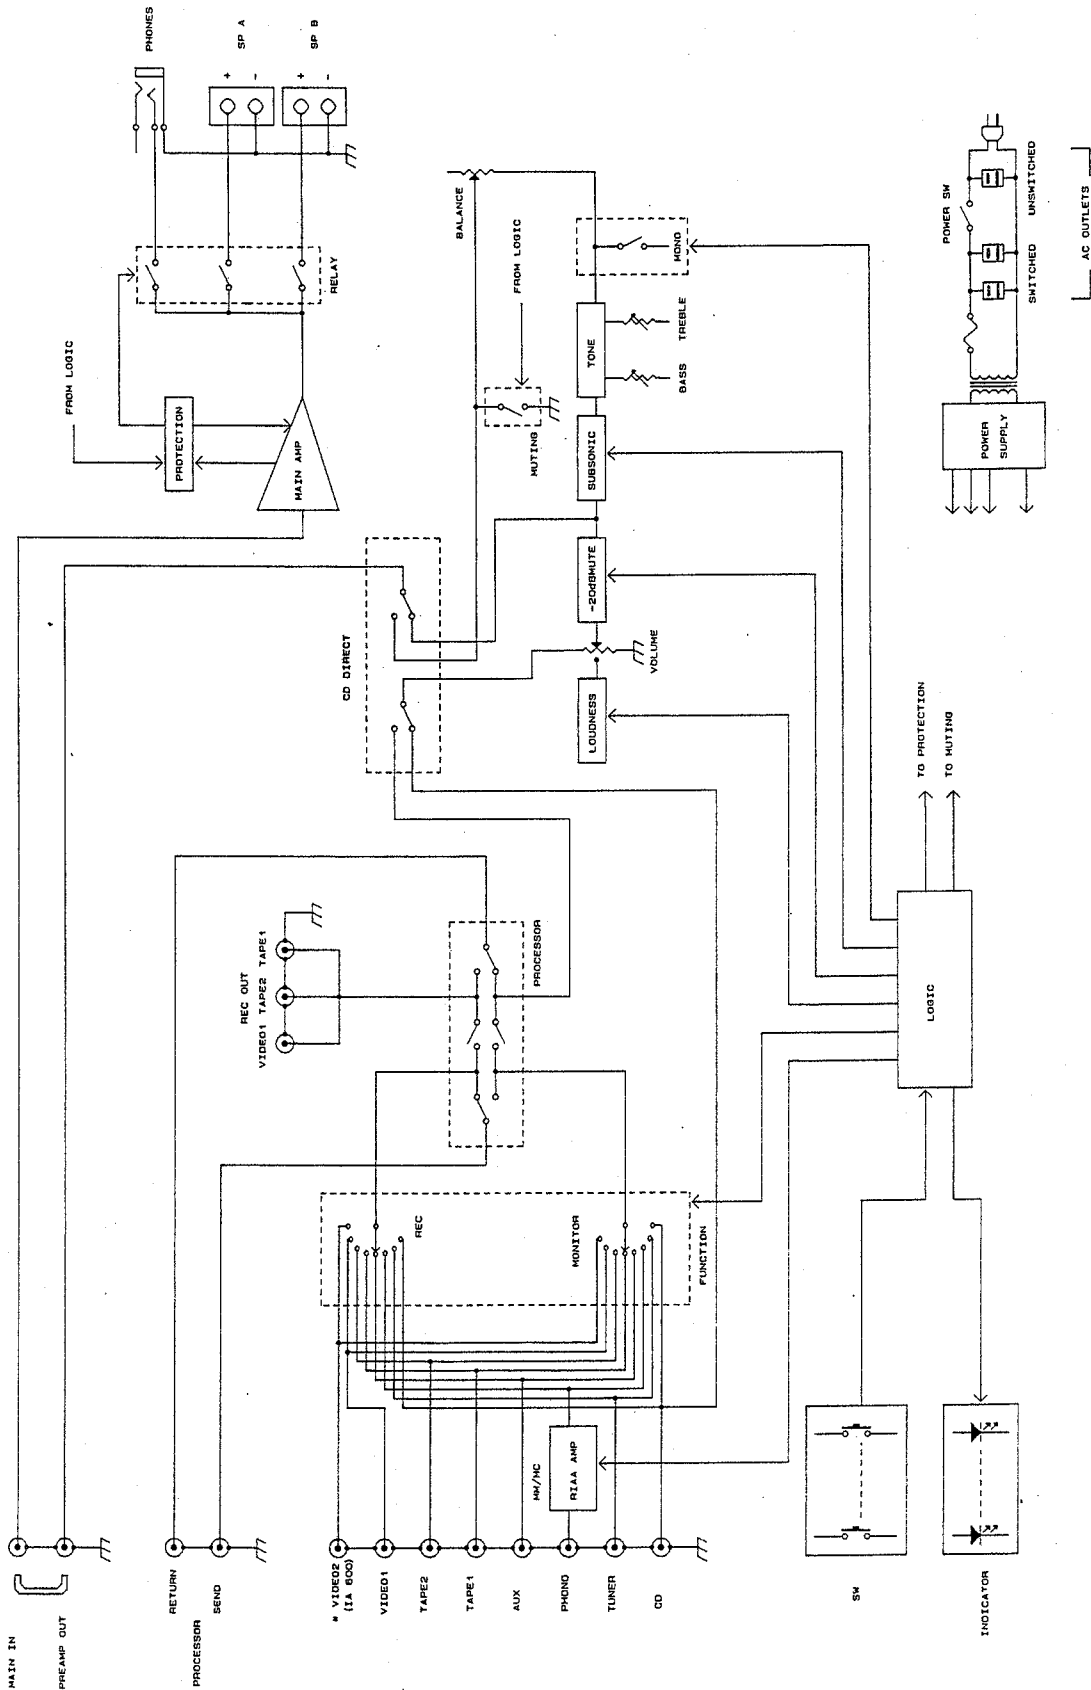 MAIN IN
PREAMP OUT
RETURN
SEND
PROCESSOR
* VIDEO2
(IA 600)
VIDEO1
TAPE2
TAPE1
AUX
PHONO
TUNER
CD
MM/MC
RIAA AMP
REC
MONITOR
FUNCTION
REC OUT
VIDEO1 TAPE2 TAPE1
PROCESSOR
CD DIRECT
LOUDNESS
VOLUME
-20dBMUTE
SUBSONIC
TONE
BASS
TREBLE
MONO
MUTING
FROM LOGIC
BALANCE
FROM LOGIC
PROTECTION
MAIN AMP
RELAY
PHONES
SP A
+
-
SP B
+
-
SW
INDICATOR
LOGIC
TO PROTECTION
TO MUTING
POWER
SUPPLY
POWER SW
SWITCHED
UNSWITCHED
AC OUTLETS